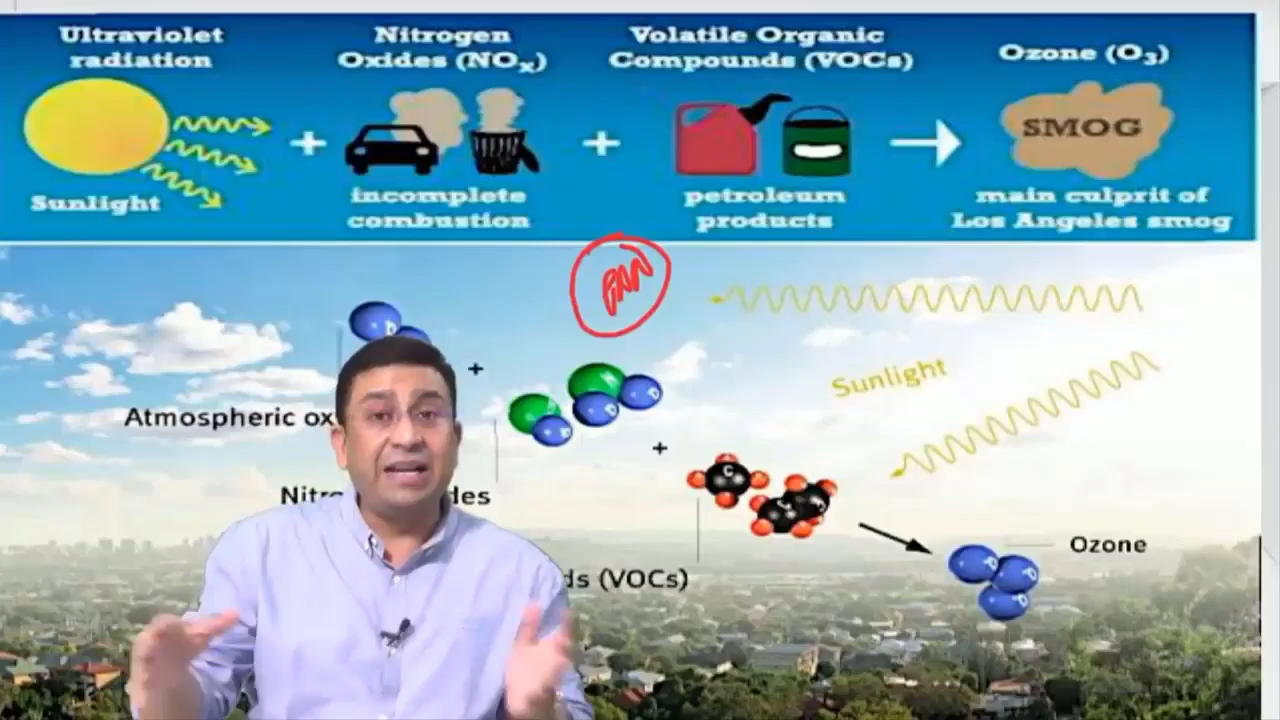 Ultraviolet
radiation
Sunlight
+
Nitrogen
Oxides (NOx)
incomplete
combustion
+
Volatile Organic
Compounds (VOCs)
petroleum
products
Ozone (O3)
SMOG
main culprit of
Los Angeles smog
PAN
Sunlight
Atmospheric ox
+
Nitr des
+
C
ds (VOCs)
Ozone